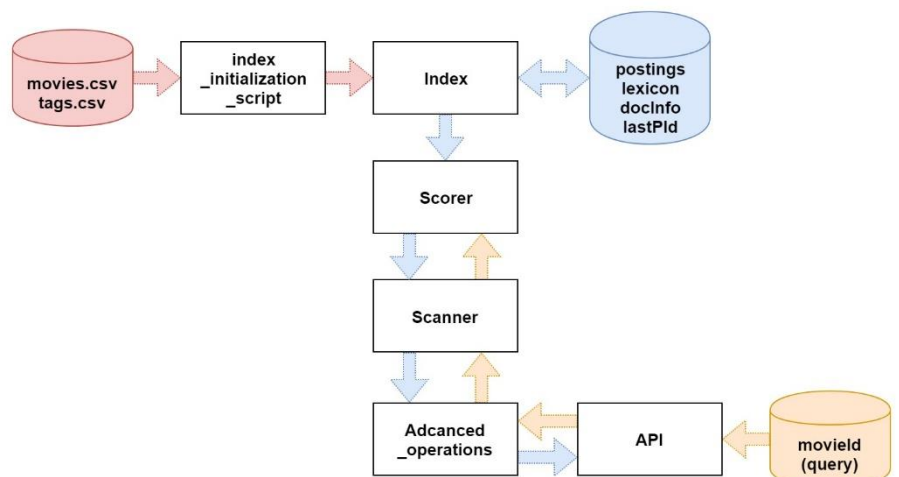 movies.csv
tags.csv
index
_initialization
_script
Index
postings
lexicon
docInfo
lastPId
Scorer
Scanner
Adcanced
_operations
API
movieId
(query)